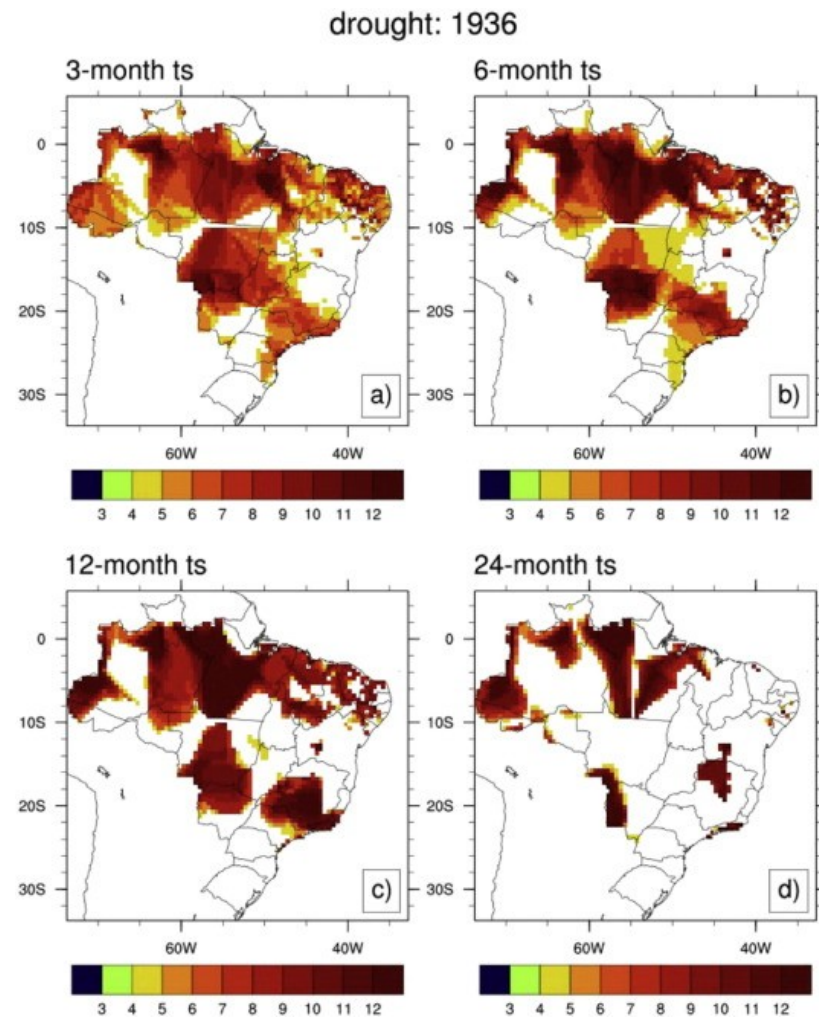 drought: 1936
3-month ts
6-month ts
0
10S
20S
30S
a)
60W
40W
0
10S
20S
30S
b)
60W
40W
3 4 5 6 7 8 9 10 11 12
3 4 5 6 7 8 9 10 11 12
12-month ts
24-month ts
0
10S
20S
30S
c)
60W
40W
0
10S
20S
30S
d)
60W
40W
3 4 5 6 7 8 9 10 11 12
3 4 5 6 7 8 9 10 11 12